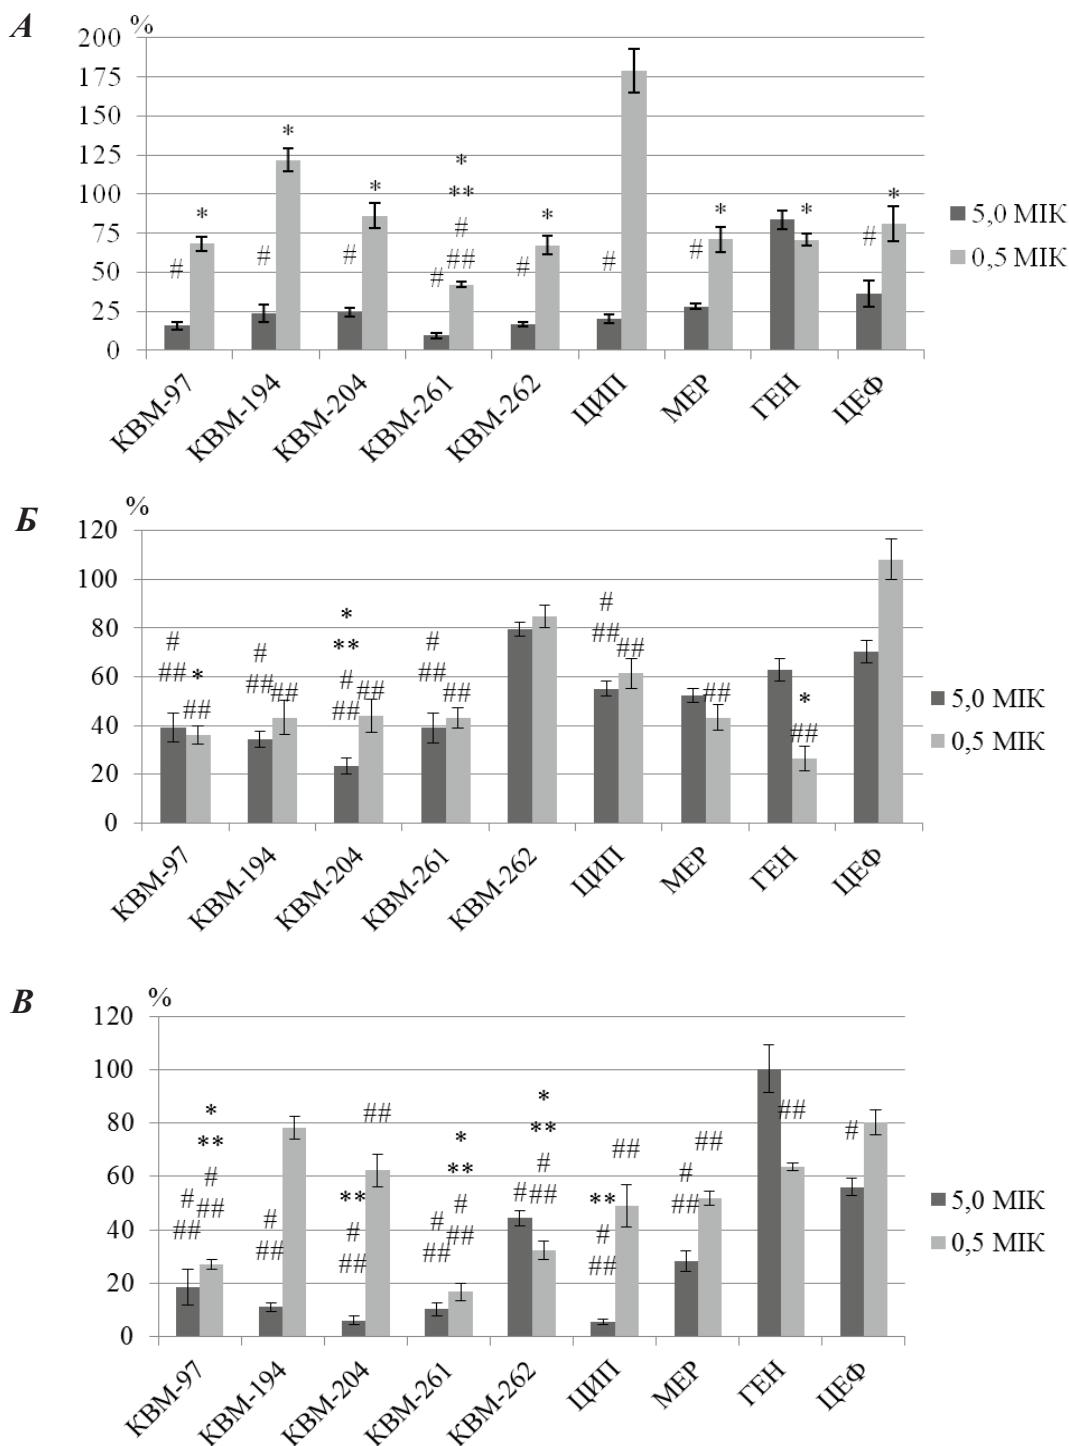 А
%
200
175
150
125
100
75
50
25
0
# * # * # * # * ** # ## # * # # * * # *
КВМ-97 КВМ-194 КВМ-204 КВМ-261 КВМ-262 ЦИП МЕР ГЕН ЦЕФ
5,0 МІК
0,5 МІК
Б
%
120
100
80
60
40
20
0
# ## * ## # ## ## * ** # ## ## # ## ## # ## ## ## * ##
КВМ-97 КВМ-194 КВМ-204 КВМ-261 КВМ-262 ЦИП МЕР ГЕН ЦЕФ
5,0 МІК
0,5 МІК
В
%
120
100
80
60
40
20
0
# ## * ** # ## # ## ** # ## ## # ## * ** # ## # * ** # ## ** # ## ## # ## ## ## #
КВМ-97 КВМ-194 КВМ-204 КВМ-261 КВМ-262 ЦИП МЕР ГЕН ЦЕФ
5,0 МІК
0,5 МІК